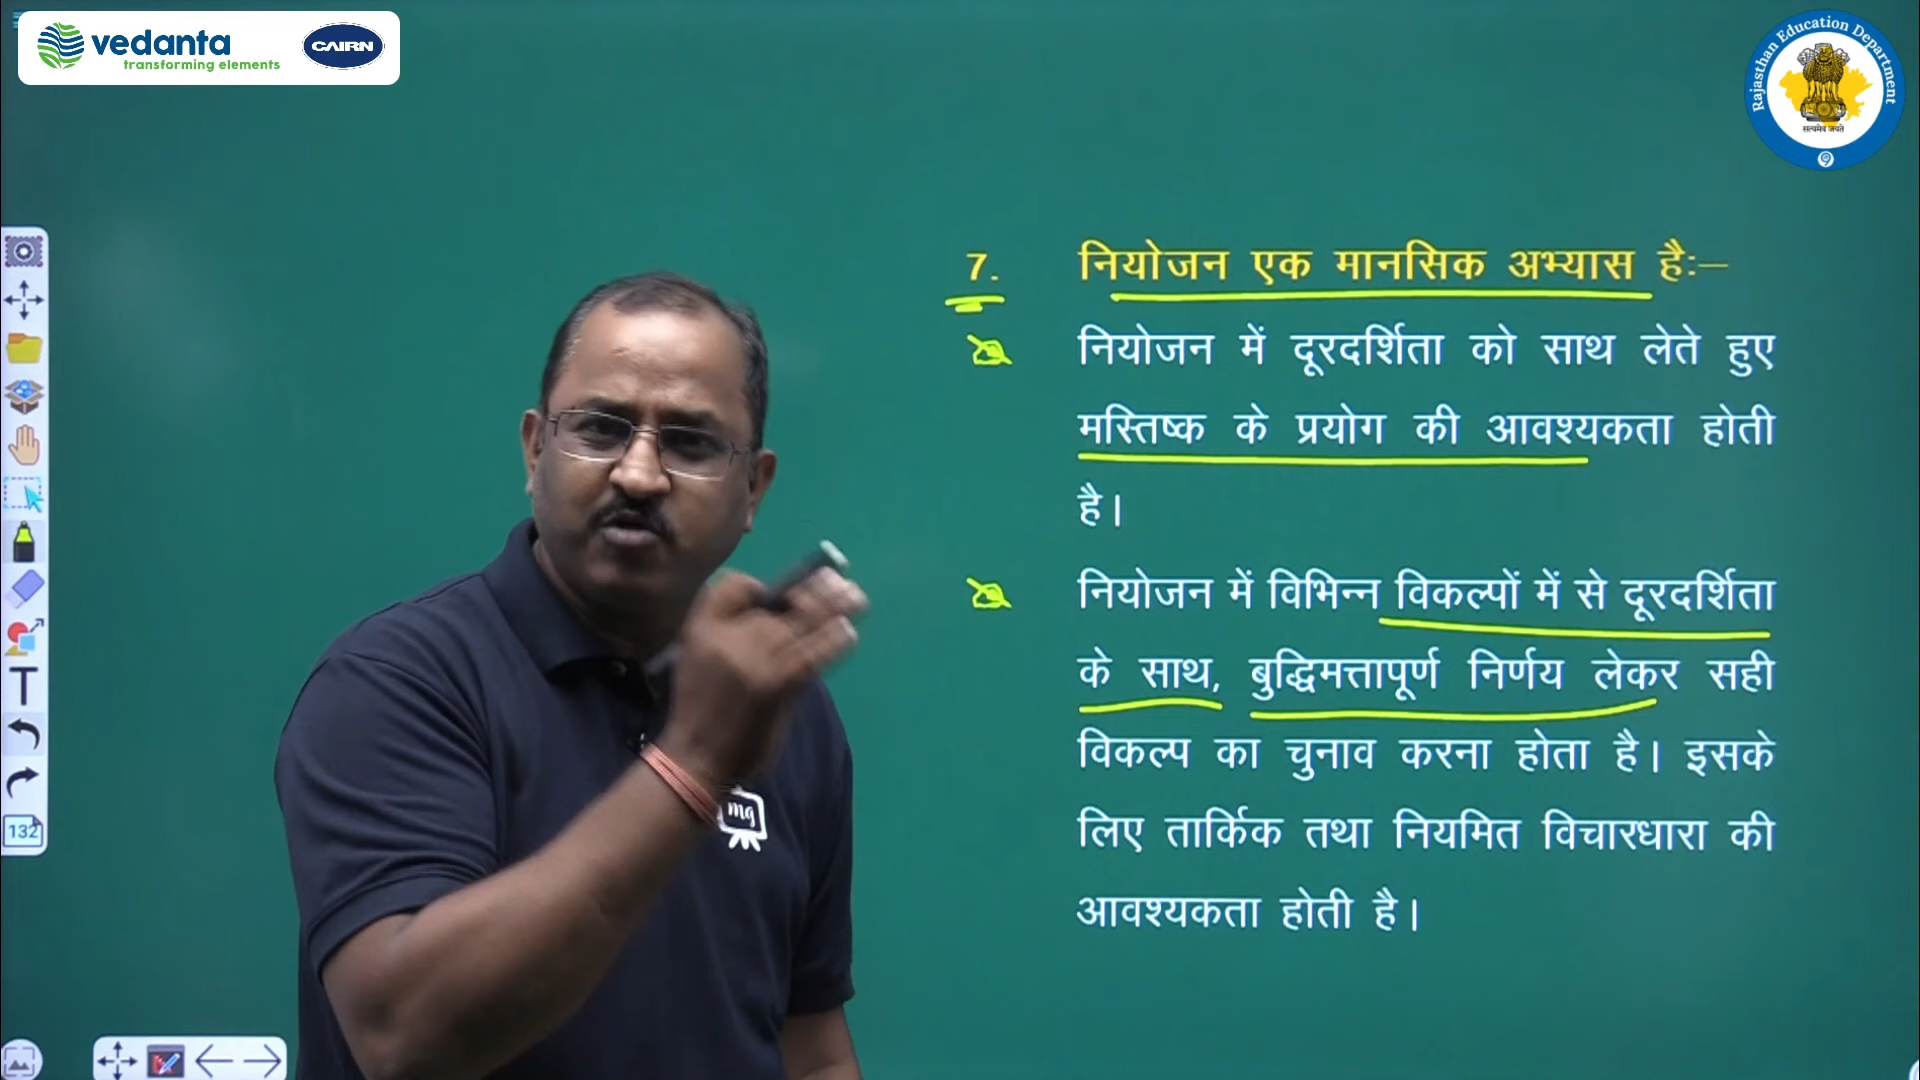 vedanta
transforming elements
CAIRN
Rajasthan Education Department
सत्यमेव जयते
7. नियोजन एक मानसिक अभ्यास है:–
नियोजन में दूरदर्शिता को साथ लेते हुए
मस्तिष्क के प्रयोग की आवश्यकता होती
है।
नियोजन में विभिन्न विकल्पों में से दूरदर्शिता
के साथ, बुद्धिमत्तापूर्ण निर्णय लेकर सही
विकल्प का चुनाव करना होता है। इसके
लिए तार्किक तथा नियमित विचारधारा की
आवश्यकता होती है।
mg
T
132